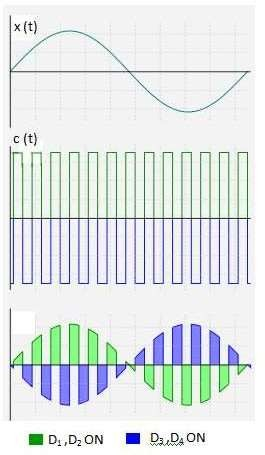 x (t)
c (t)
D₁ ,D₂ ON
D₃,D₄ ON